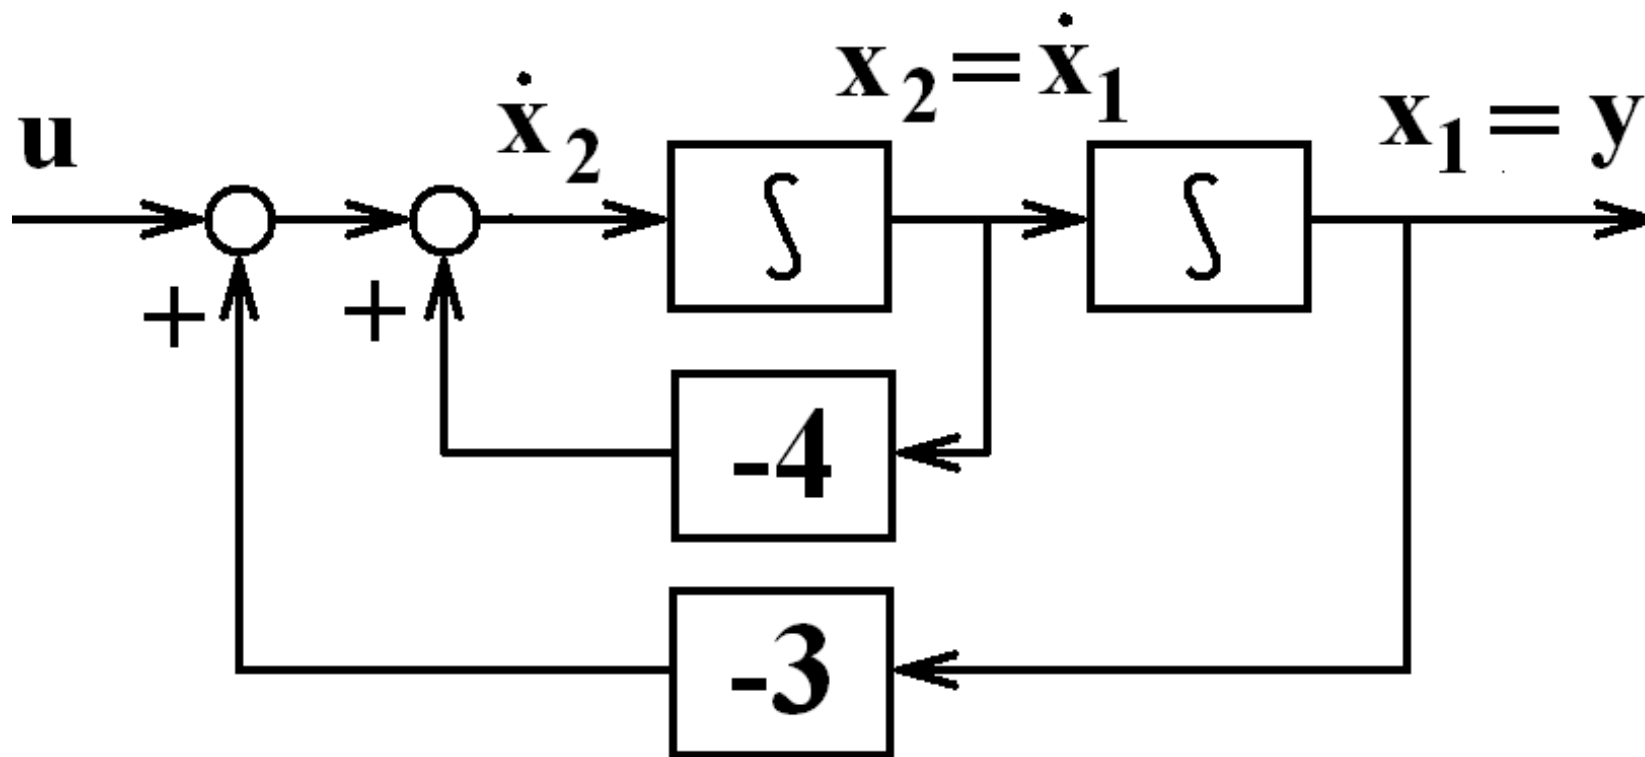 u
ẋ₂
x₂=ẋ₁
x₁= y
∫
∫
+
+
-4
-3